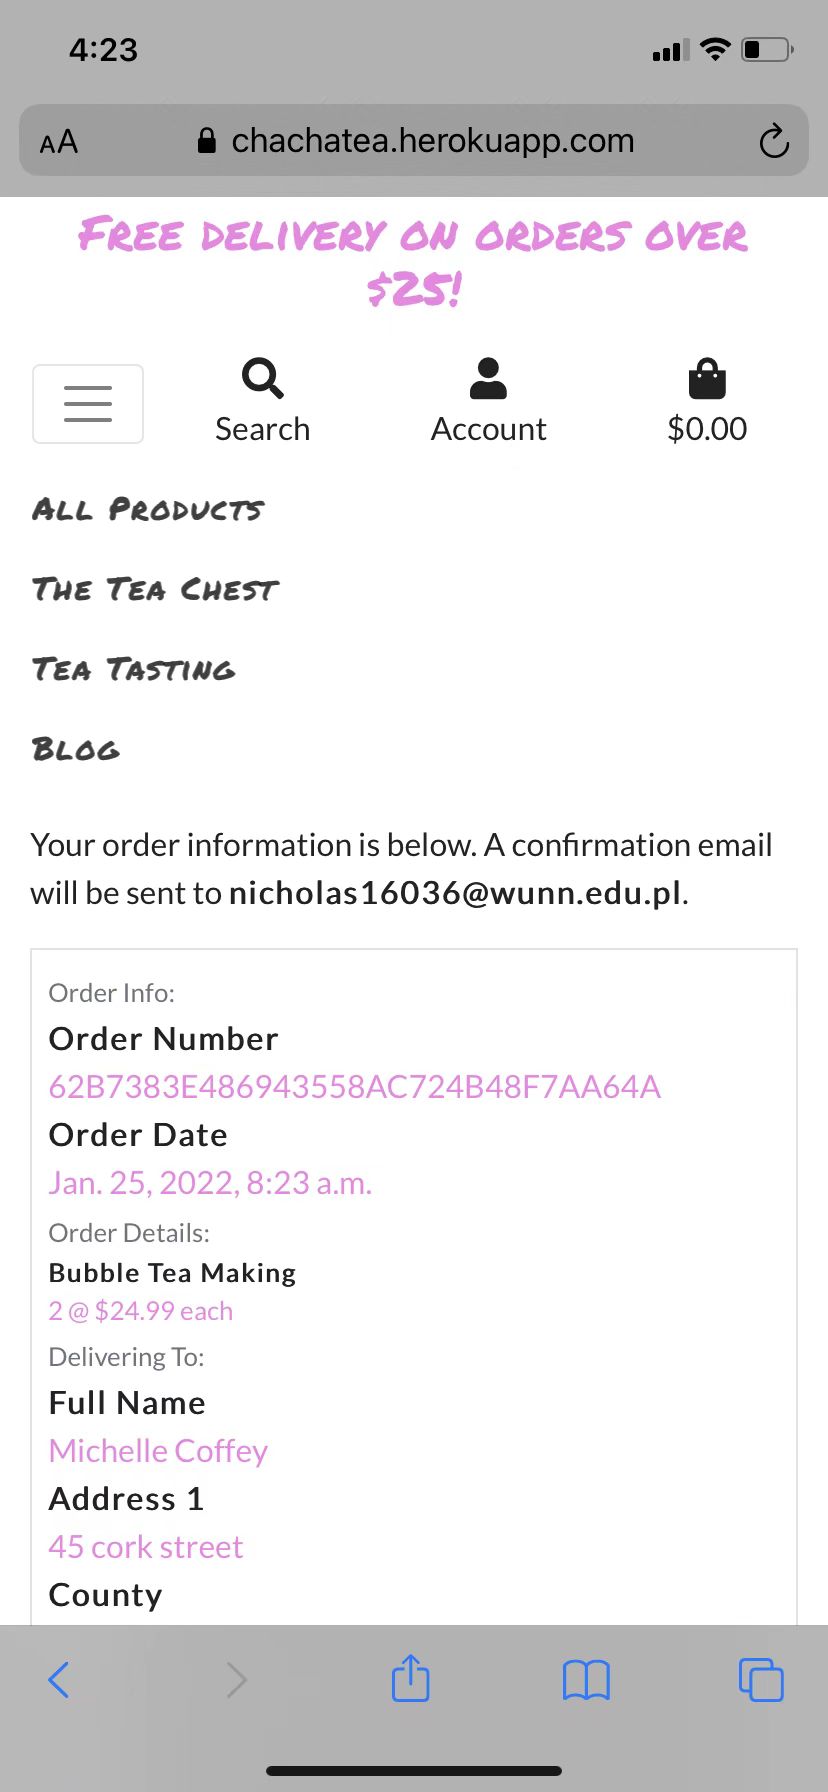 4:23
AA chachatea.herokuapp.com
Free delivery on orders over
$25!
Search Account $0.00
All Products
The Tea Chest
Tea Tasting
Blog
Your order information is below. A confirmation email
will be sent to nicholas16036@wunn.edu.pl.
Order Info:
Order Number
62B7383E486943558AC724B48F7AA64A
Order Date
Jan. 25, 2022, 8:23 a.m.
Order Details:
Bubble Tea Making
2 @ $24.99 each
Delivering To:
Full Name
Michelle Coffey
Address 1
45 cork street
County